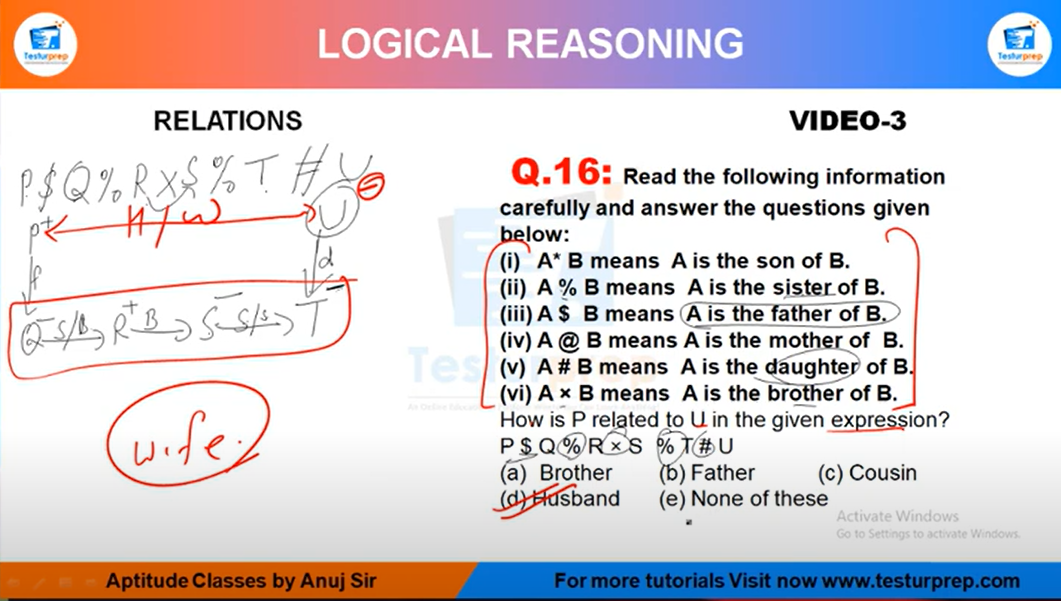 LOGICAL REASONING
Testurprep
Testurprep
RELATIONS
VIDEO-3
P $ Q % R X S % T # U
H/W
U
P+
f
d
Q- S/B R+ B S- S/S T-
wife.
Q.16: Read the following information
carefully and answer the questions given
below:
(i) A* B means A is the son of B.
(ii) A % B means A is the sister of B.
(iii) A $ B means A is the father of B.
(iv) A @ B means A is the mother of B.
(v) A # B means A is the daughter of B.
(vi) A × B means A is the brother of B.
How is P related to U in the given expression?
P $ Q % R × S % T # U
(a) Brother (b) Father (c) Cousin
(d) Husband (e) None of these
Activate Windows
Go to Settings to activate Windows.
Aptitude Classes by Anuj Sir
For more tutorials Visit now www.testurprep.com